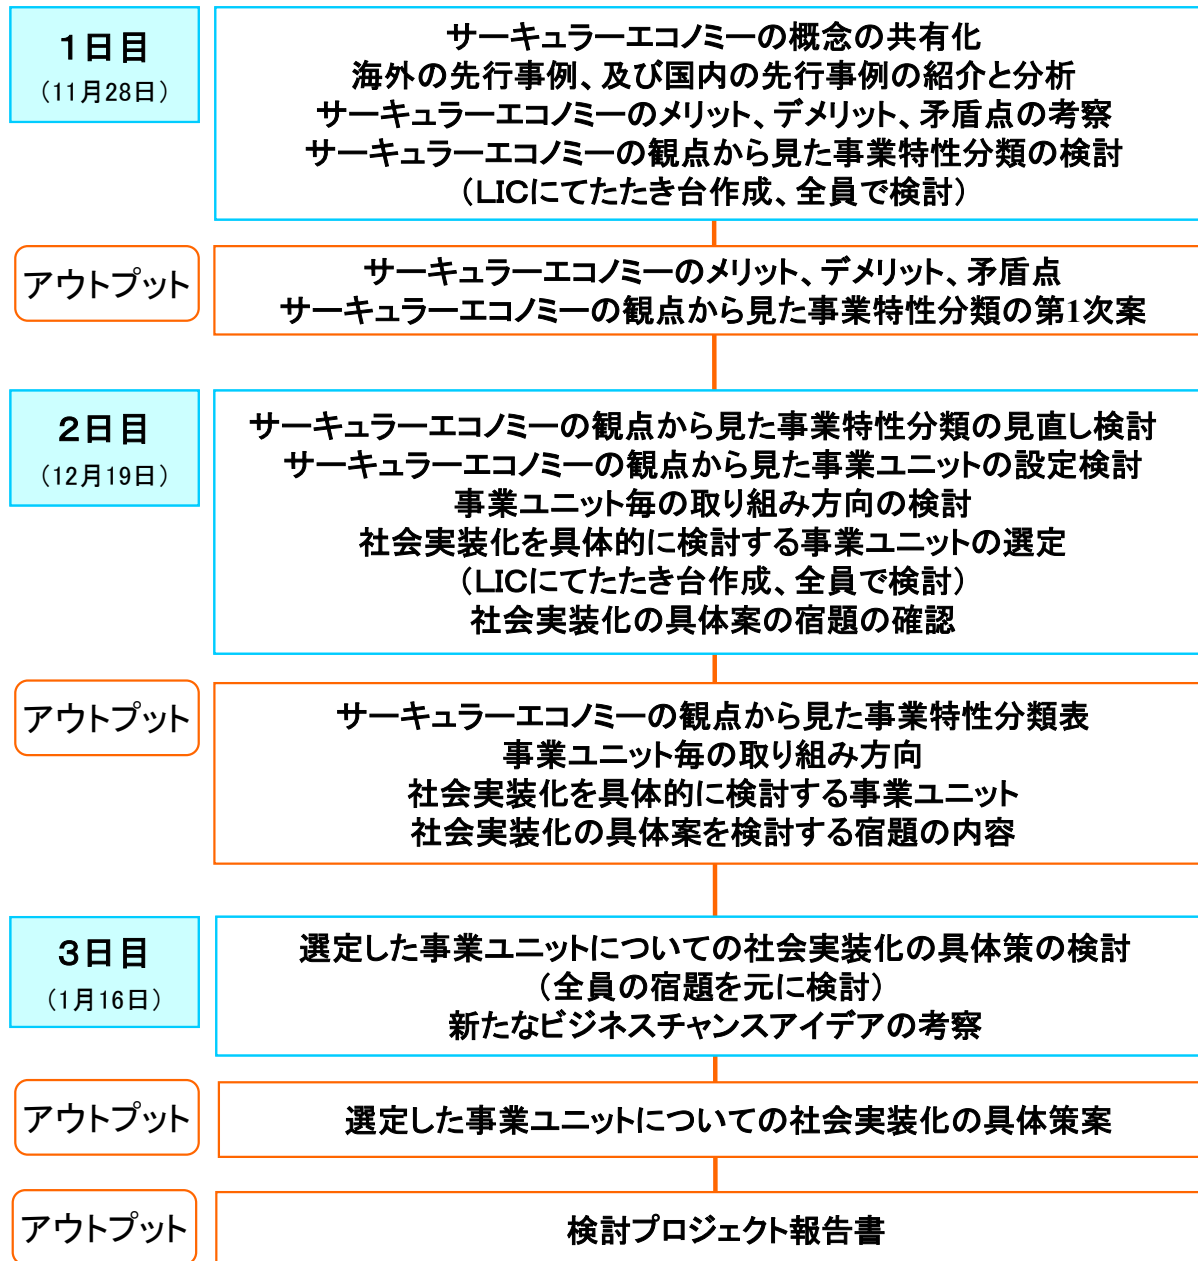 １日目
（11月28日）
サーキュラーエコノミーの概念の共有化
海外の先行事例、及び国内の先行事例の紹介と分析
サーキュラーエコノミーのメリット、デメリット、矛盾点の考察
サーキュラーエコノミーの観点から見た事業特性分類の検討
（LICにてたたき台作成、全員で検討）
アウトプット
サーキュラーエコノミーのメリット、デメリット、矛盾点
サーキュラーエコノミーの観点から見た事業特性分類の第1次案
２日目
（12月19日）
サーキュラーエコノミーの観点から見た事業特性分類の見直し検討
サーキュラーエコノミーの観点から見た事業ユニットの設定検討
事業ユニット毎の取り組み方向の検討
社会実装化を具体的に検討する事業ユニットの選定
（LICにてたたき台作成、全員で検討）
社会実装化の具体案の宿題の確認
アウトプット
サーキュラーエコノミーの観点から見た事業特性分類表
事業ユニット毎の取り組み方向
社会実装化を具体的に検討する事業ユニット
社会実装化の具体案を検討する宿題の内容
３日目
（1月16日）
選定した事業ユニットについての社会実装化の具体策の検討
（全員の宿題を元に検討）
新たなビジネスチャンスアイデアの考察
アウトプット
選定した事業ユニットについての社会実装化の具体策案
アウトプット
検討プロジェクト報告書